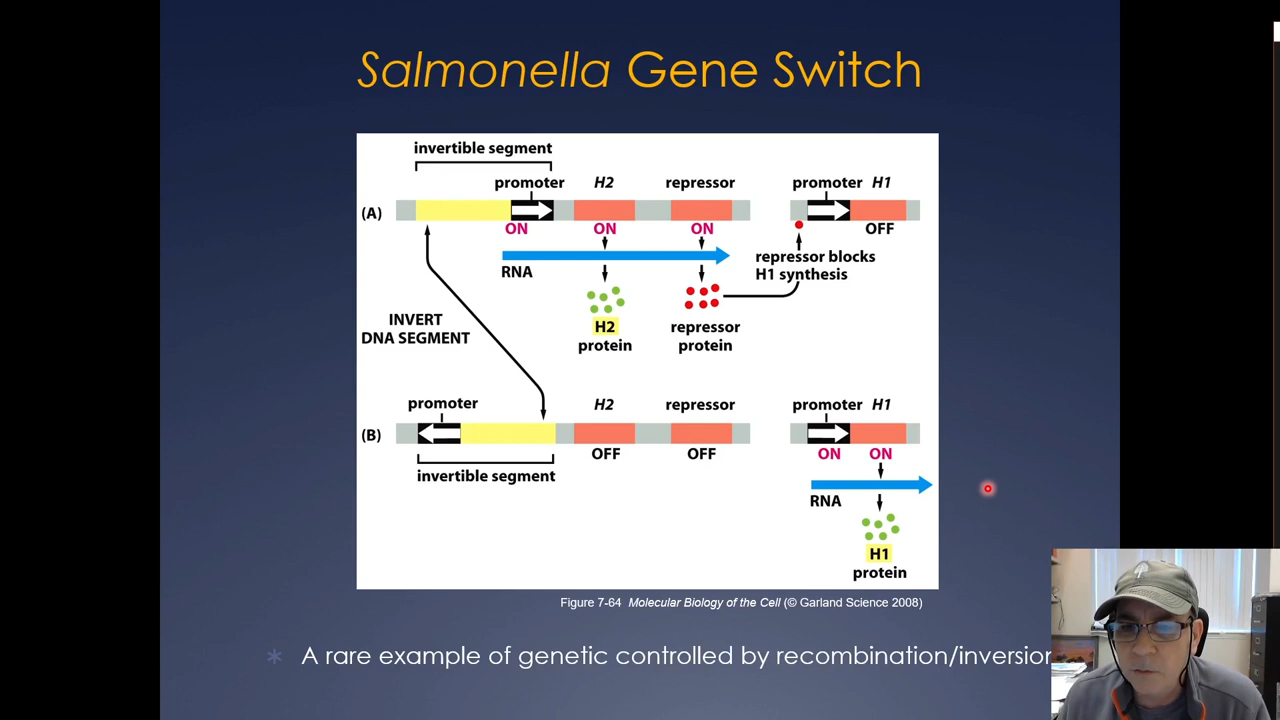 Salmonella Gene Switch
invertible segment
promoter H2 repressor promoter H1
(A)
ON ON ON OFF
RNA
repressor blocks
H1 synthesis
INVERT
DNA SEGMENT
H2
protein
repressor
protein
promoter H2 repressor promoter H1
(B)
OFF OFF ON ON
invertible segment
RNA
H1
protein
Figure 7-64 Molecular Biology of the Cell (© Garland Science 2008)
* A rare example of genetic controlled by recombination/inversion